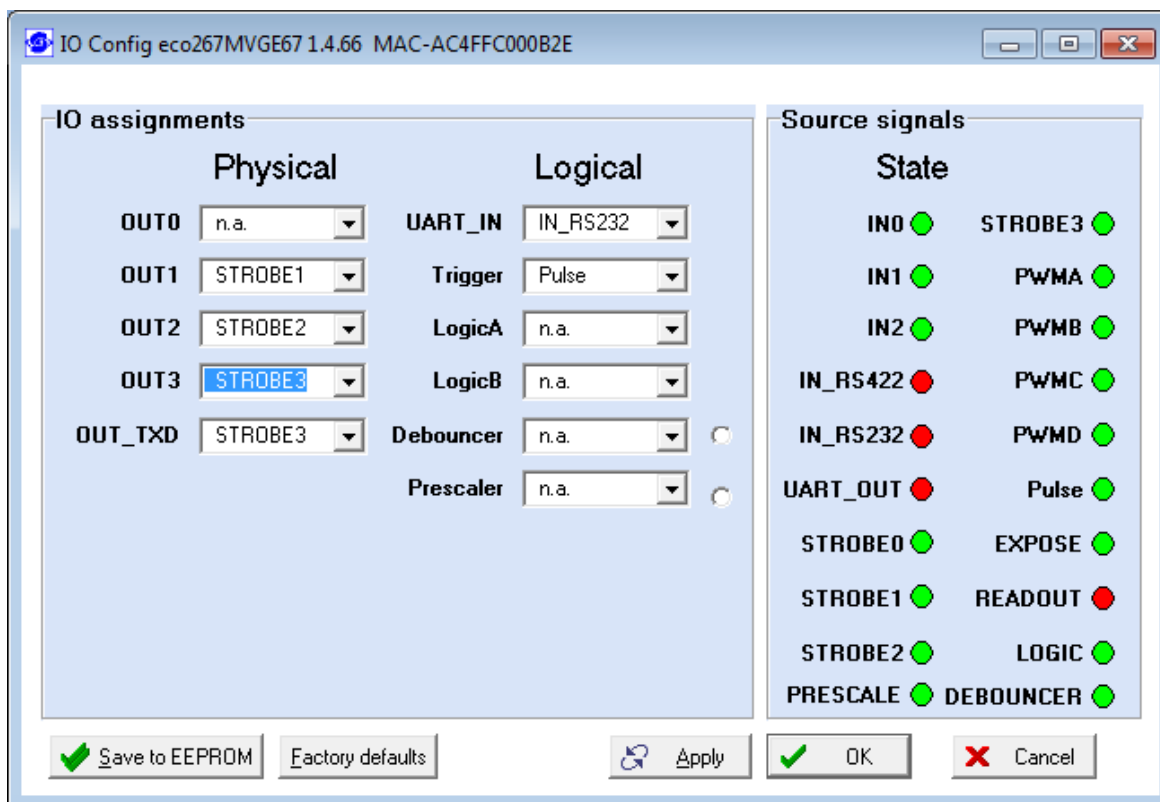 IO Config eco267MVGE67 1.4.66 MAC-AC4FFC000B2E
IO assignments
Physical Logical
OUT0 n.a. UART_IN IN_RS232
OUT1 STROBE1 Trigger Pulse
OUT2 STROBE2 LogicA n.a.
OUT3 STROBE3 LogicB n.a.
OUT_TXD STROBE3 Debouncer n.a.
Prescaler n.a.
Source signals
State
IN0 STROBE3
IN1 PWMA
IN2 PWMB
IN_RS422 PWMC
IN_RS232 PWMD
UART_OUT Pulse
STROBE0 EXPOSE
STROBE1 READOUT
STROBE2 LOGIC
PRESCALE DEBOUNCER
Save to EEPROM Factory defaults Apply OK Cancel